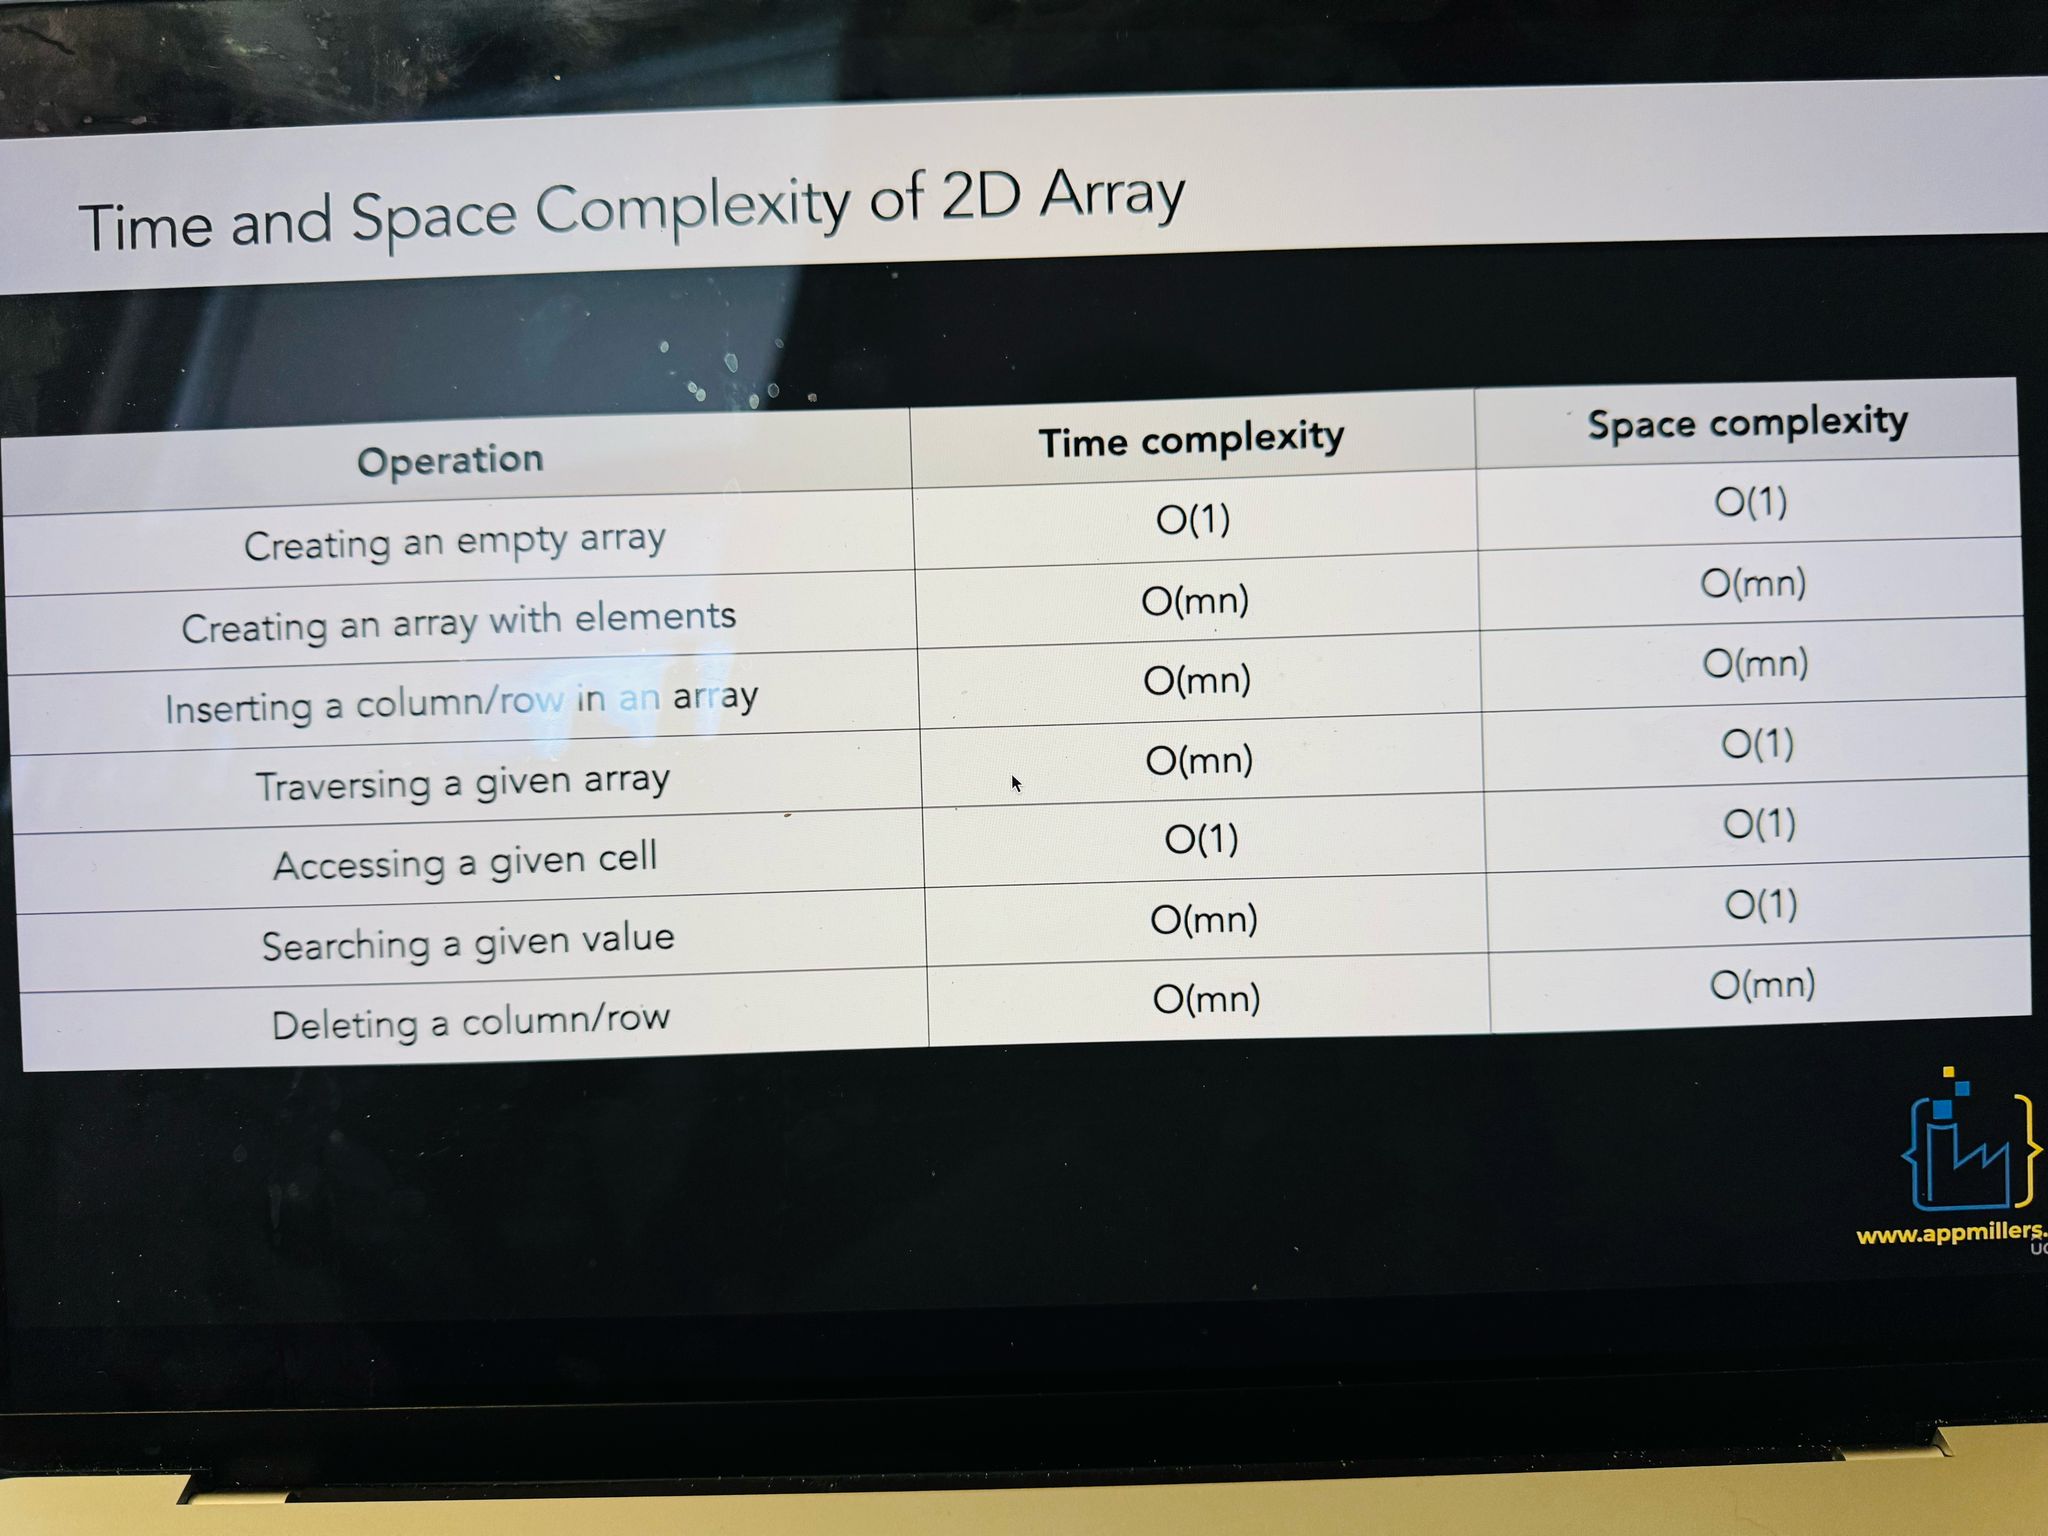 Time and Space Complexity of 2D Array
Operation Time complexity Space complexity
Creating an empty array O(1) O(1)
Creating an array with elements O(mn) O(mn)
Inserting a column/row in an array O(mn) O(mn)
Traversing a given array O(mn) O(1)
Accessing a given cell O(1) O(1)
Searching a given value O(mn) O(1)
Deleting a column/row O(mn) O(mn)
www.appmillers.